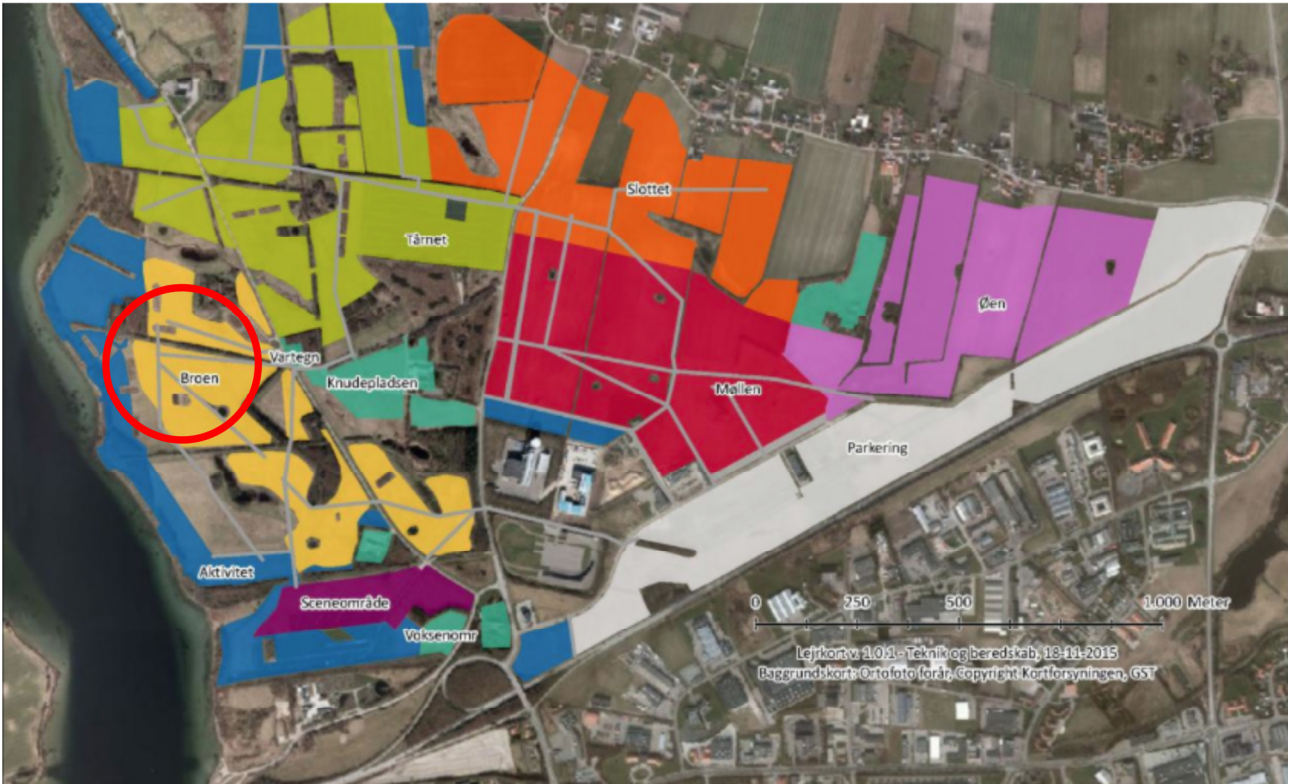 Slottet
Tårnet
Øen
Vartegn
Broen
Knudepladsen
Møllen
Parkering
Aktivitet
Sceneområde
Voksenomr
0 250 500 1.000 Meter
Lejrkort v. 1.0.1 - Teknik og beredskab, 18-11-2015
Baggrundskort: Ortofoto forår, Copyright Kortforsyningen, GST